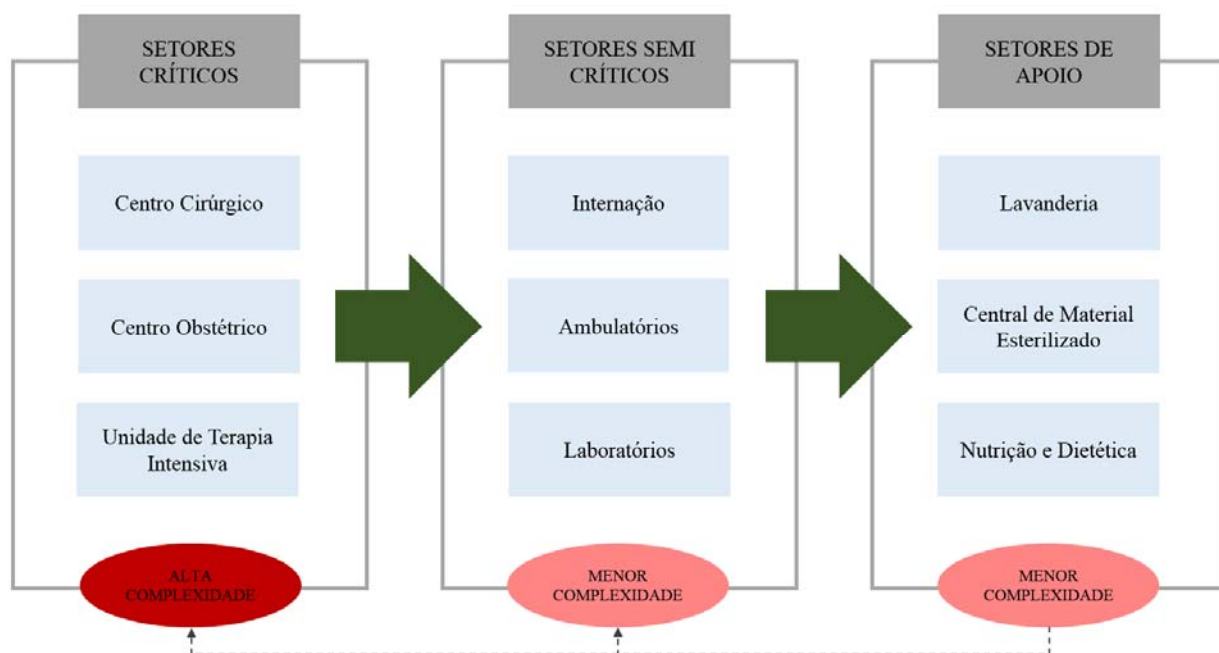 SETORES
CRÍTICOS
Centro Cirúrgico
Centro Obstétrico
Unidade de Terapia
Intensiva
ALTA
COMPLEXIDADE
SETORES SEMI
CRÍTICOS
Internação
Ambulatórios
Laboratórios
MENOR
COMPLEXIDADE
SETORES DE
APOIO
Lavanderia
Central de Material
Esterilizado
Nutrição e Dietética
MENOR
COMPLEXIDADE